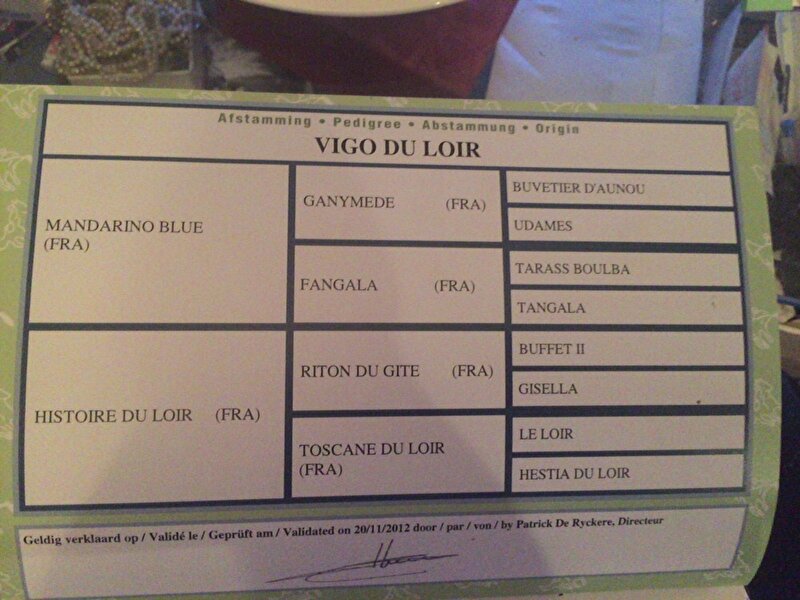 Afstamming • Pedigree • Abstammung • Origin
VIGO DU LOIR
MANDARINO BLUE
(FRA)
HISTOIRE DU LOIR (FRA)
GANYMEDE (FRA)
FANGALA (FRA)
RITON DU GITE (FRA)
TOSCANE DU LOIR
(FRA)
BUVETIER D'AUNOU
UDAMES
TARASS BOULBA
TANGALA
BUFFET II
GISELLA
LE LOIR
HESTIA DU LOIR
Geldig verklaard op / Validé le / Geprüft am / Validated on 20/11/2012 door / par / von / by Patrick De Ryckere, Directeur